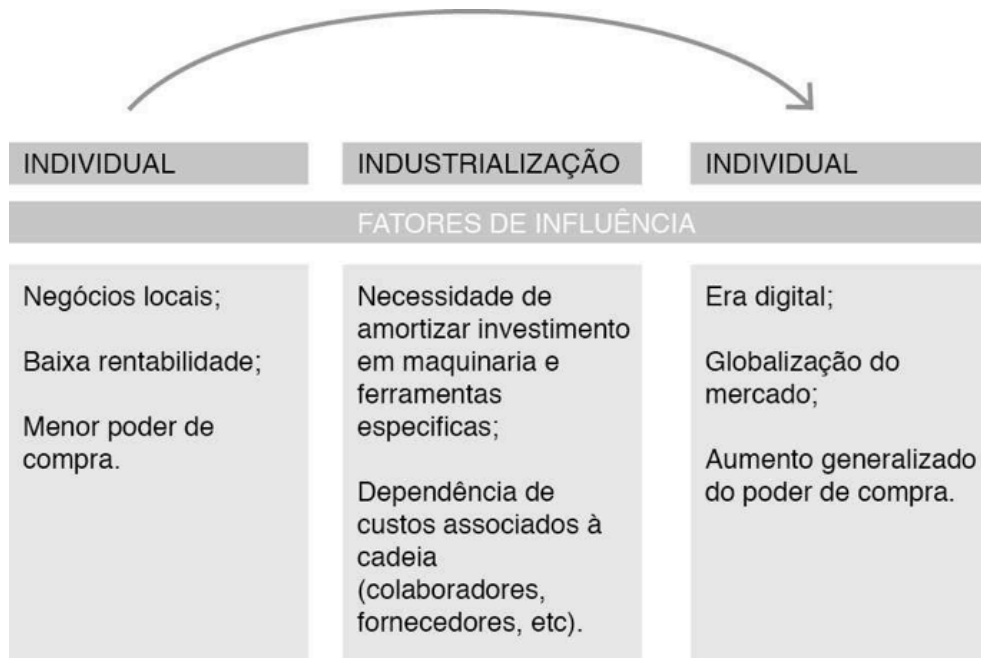 INDIVIDUAL
INDUSTRIALIZAÇÃO
INDIVIDUAL
FATORES DE INFLUÊNCIA
Negócios locais;
Baixa rentabilidade;
Menor poder de
compra.
Necessidade de
amortizar investimento
em maquinaria e
ferramentas
especificas;
Dependência de
custos associados à
cadeia
(colaboradores,
fornecedores, etc).
Era digital;
Globalização do
mercado;
Aumento generalizado
do poder de compra.